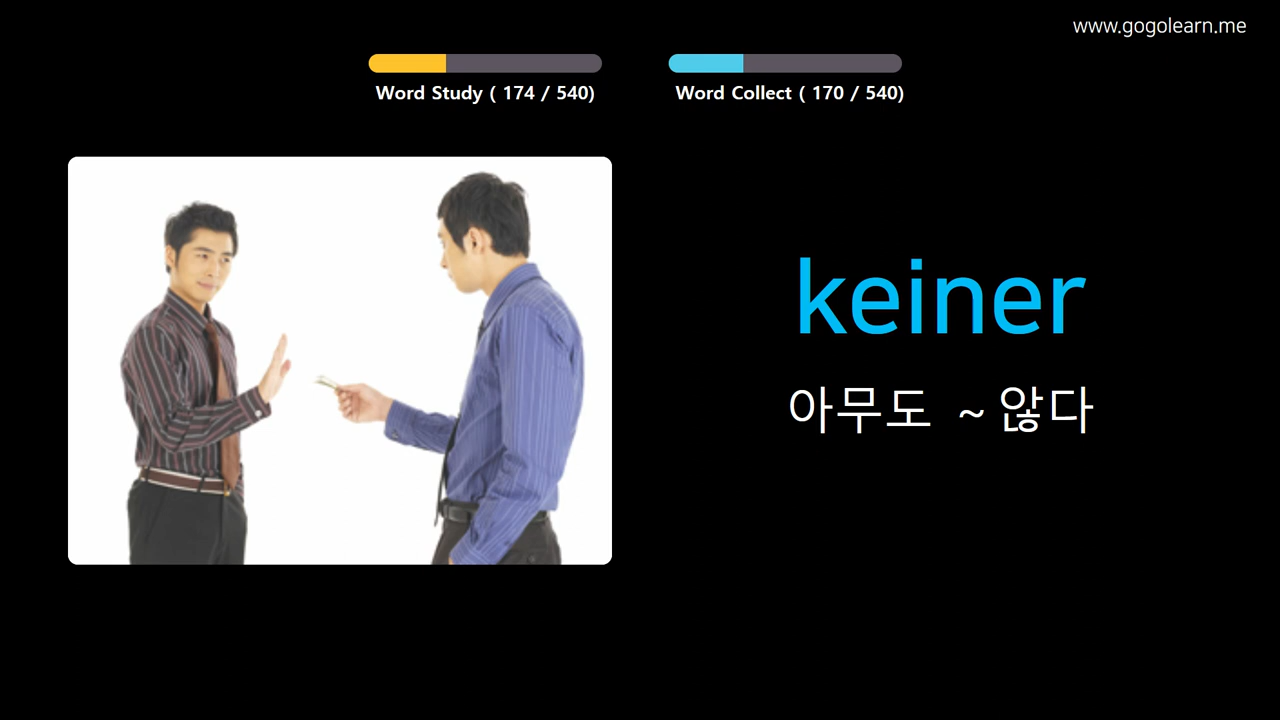 www.gogolearn.me
Word Study ( 174 / 540)
Word Collect ( 170 / 540)
keiner
아무도 ~ 않다